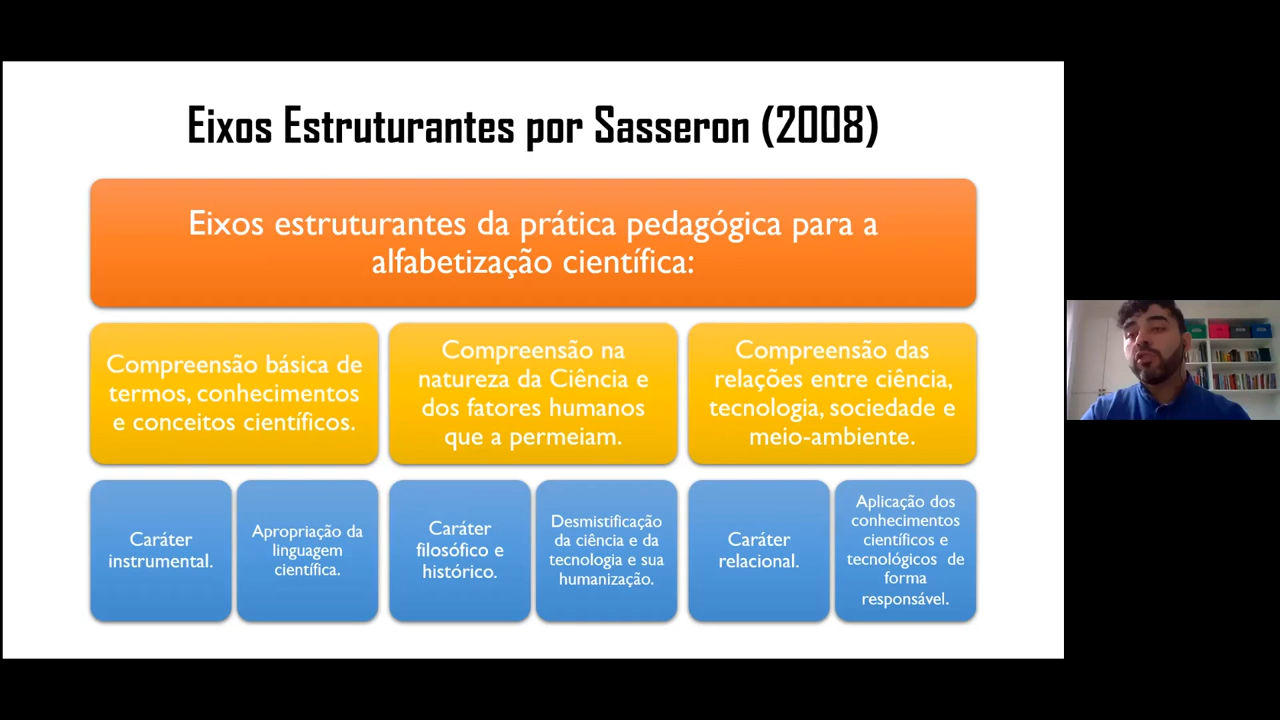 Eixos Estruturantes por Sasseron (2008)
Eixos estruturantes da prática pedagógica para a
alfabetização científica:
Compreensão básica de
termos, conhecimentos
e conceitos científicos.
Compreensão na
natureza da Ciência e
dos fatores humanos
que a permeiam.
Compreensão das
relações entre ciência,
tecnologia, sociedade e
meio-ambiente.
Caráter
instrumental.
Apropriação da
linguagem
científica.
Caráter
filosófico e
histórico.
Desmistificação
da ciência e da
tecnologia e sua
humanização.
Caráter
relacional.
Aplicação dos
conhecimentos
científicos e
tecnológicos de
forma
responsável.